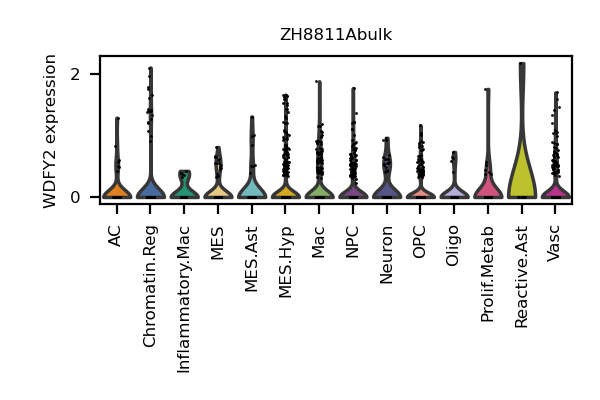 ZH8811Abulk
WDFY2 expression
2
0
AC
Chromatin.Reg
Inflammatory.Mac
MES
MES.Ast
MES.Hyp
Mac
NPC
Neuron
OPC
Oligo
Prolif.Metab
Reactive.Ast
Vasc